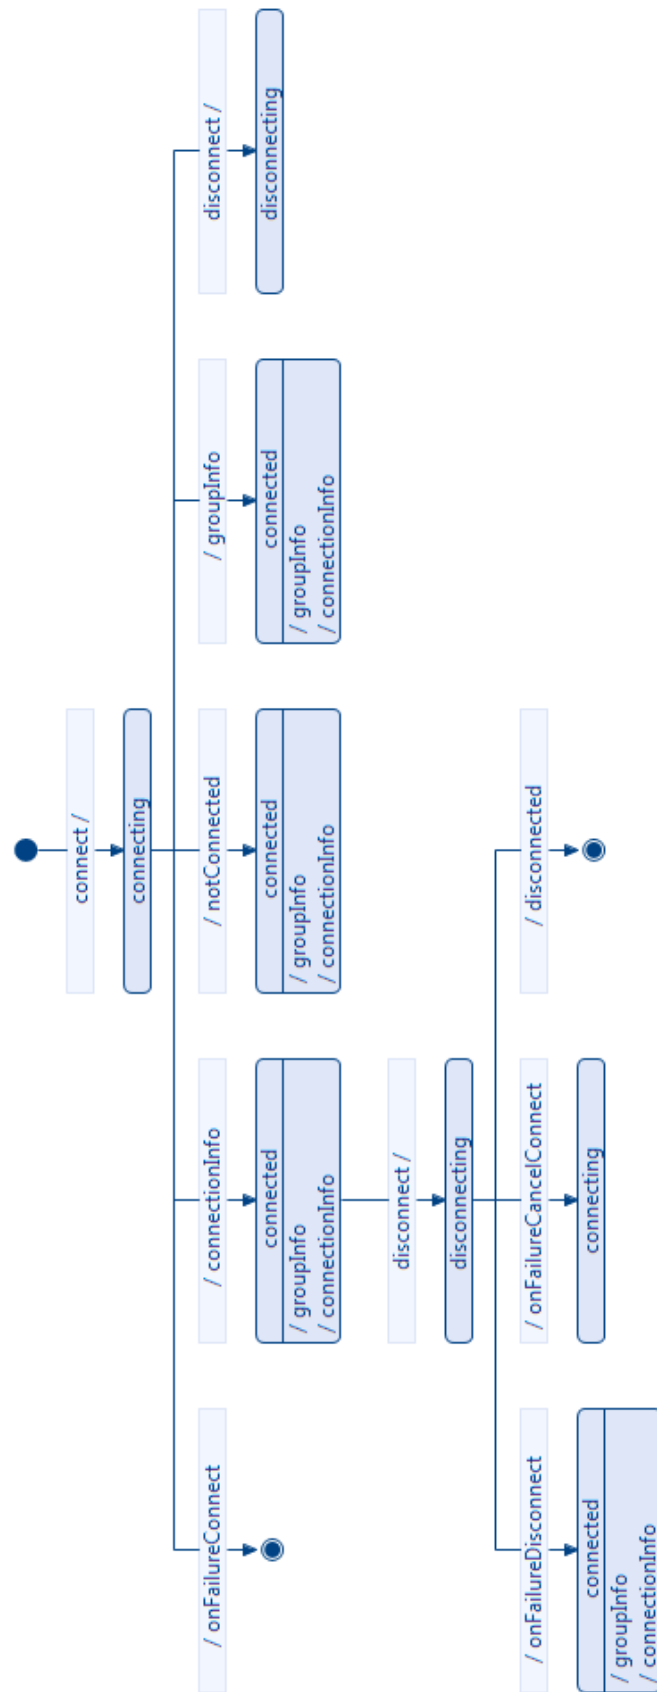 connect /
connecting
/ onFailureConnect
/ connectionInfo
connected
/ groupInfo
/ connectionInfo
disconnect /
disconnecting
/ onFailureDisconnect
connected
/ groupInfo
/ connectionInfo
/ onFailureCancelConnect
connecting
/ disconnected
/ notConnected
connected
/ groupInfo
/ connectionInfo
/ groupInfo
connected
/ groupInfo
/ connectionInfo
disconnect /
disconnecting